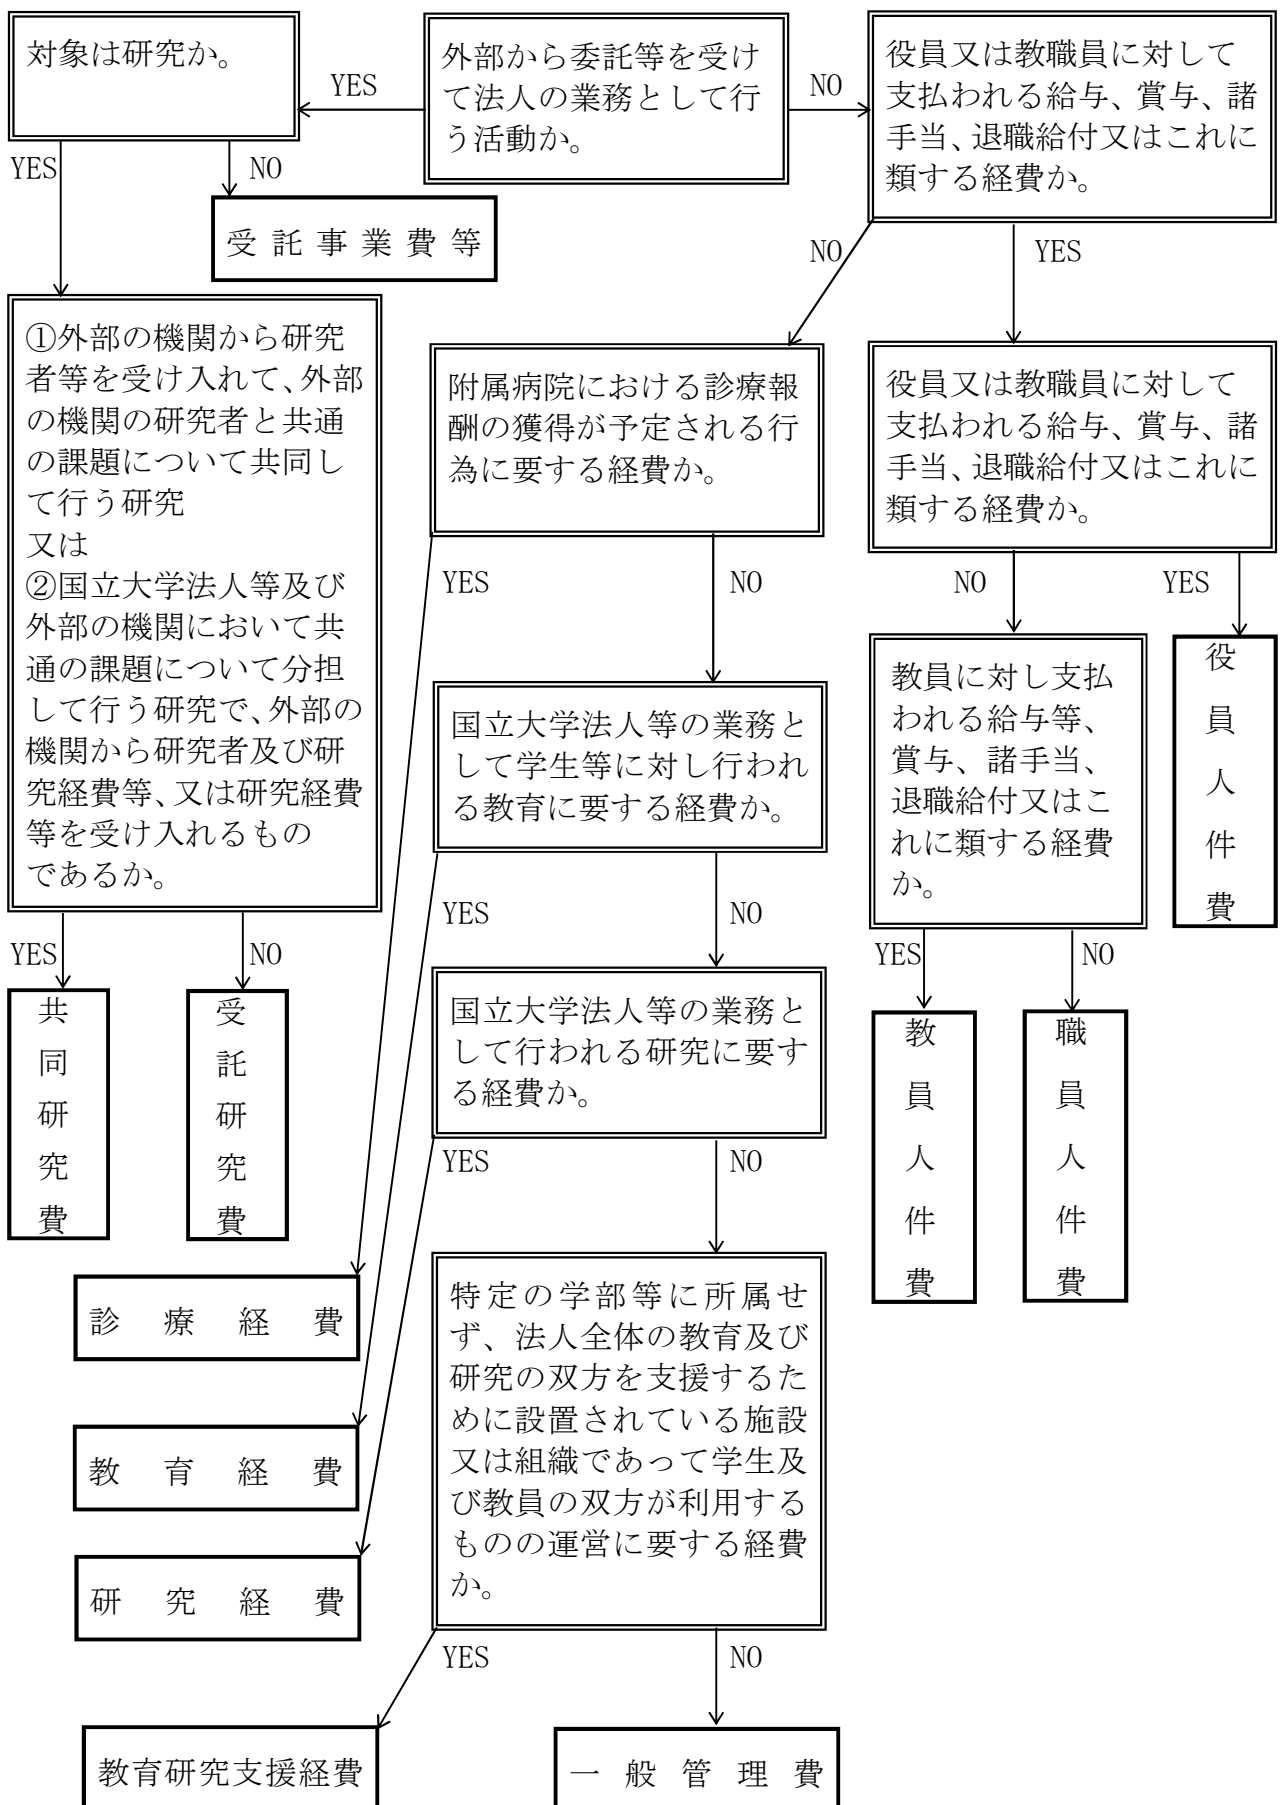 対象は研究か。
YES
外部から委託等を受け
て法人の業務として行
う活動か。
NO
役員又は教職員に対して
支払われる給与、賞与、諸
手当、退職給付又はこれに
類する経費か。
YES
NO
受託事業費等
NO
YES
①外部の機関から研究
者等を受け入れて、外部
の機関の研究者と共通
の課題について共同し
て行う研究
又は
②国立大学法人等及び
外部の機関において共
通の課題について分担
して行う研究で、外部の
機関から研究者及び研
究経費等、又は研究経費
等を受け入れるもの
であるか。
附属病院における診療報
酬の獲得が予定される行
為に要する経費か。
役員又は教職員に対して
支払われる給与、賞与、諸
手当、退職給付又はこれに
類する経費か。
YES
NO
NO
YES
国立大学法人等の業務と
して学生等に対し行われ
る教育に要する経費か。
教員に対し支払
われる給与等、
賞与、諸手当、
退職給付又はこ
れに類する経費
か。
役員人件費
YES
NO
YES
NO
YES
NO
共同研究費
受託研究費
国立大学法人等の業務と
して行われる研究に要す
る経費か。
教員人件費
職員人件費
YES
NO
診療経費
特定の学部等に所属せ
ず、法人全体の教育及び
研究の双方を支援するた
めに設置されている施設
又は組織であって学生及
び教員の双方が利用する
ものの運営に要する経費
か。
教育経費
研究経費
YES
NO
教育研究支援経費
一般管理費